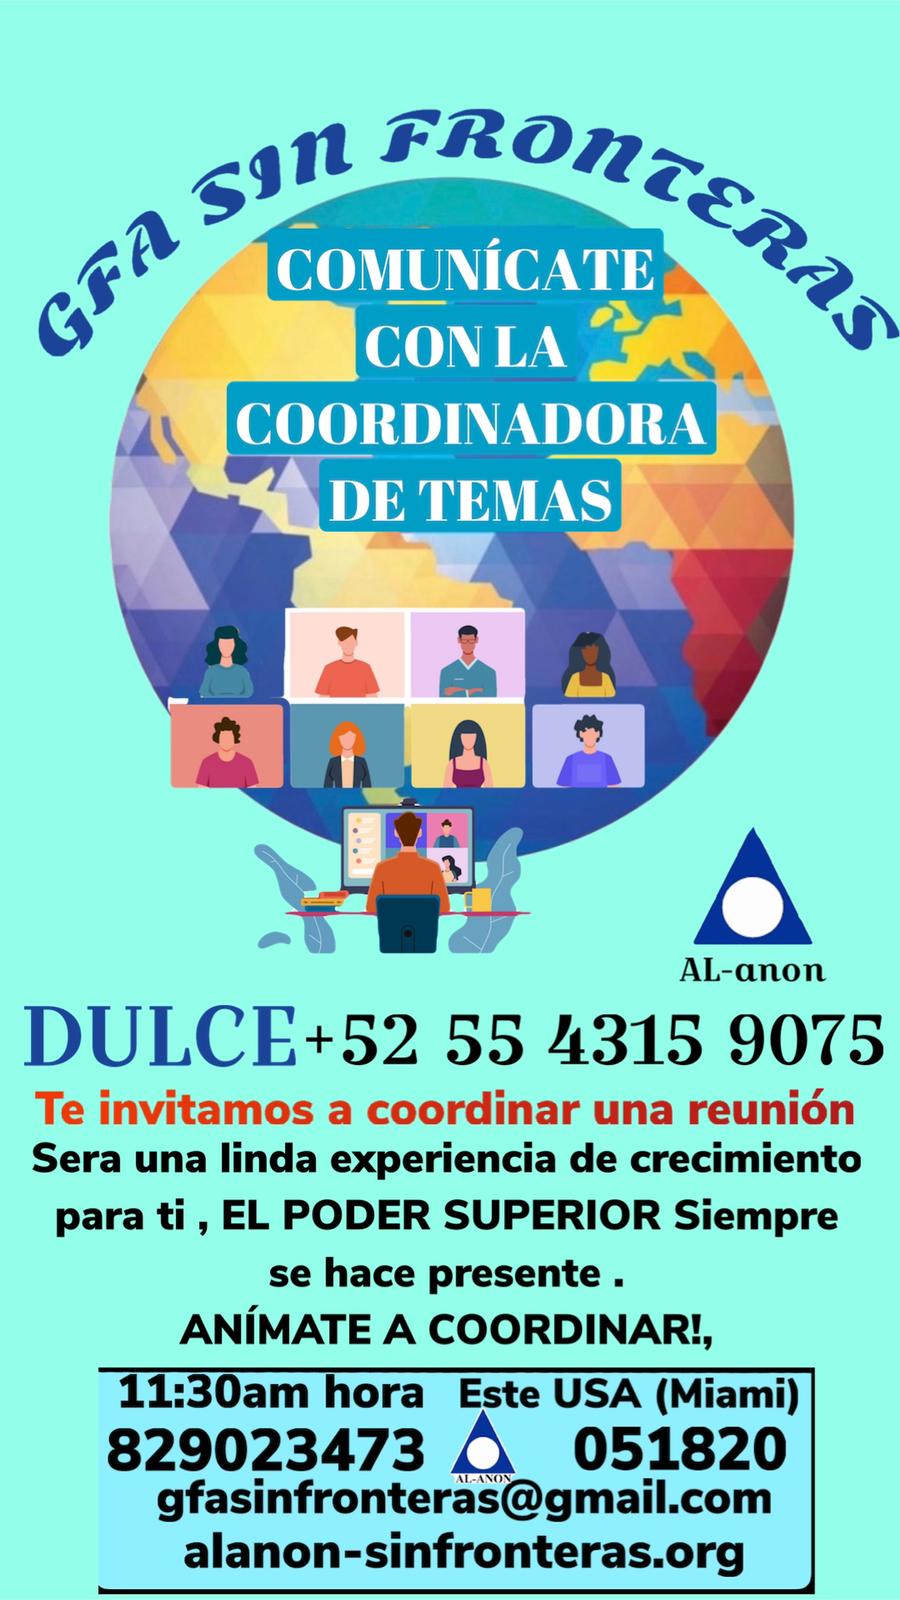 GFA SIN FRONTERAS
COMUNÍCATE
CON LA
COORDINADORA
DE TEMAS
AL-anon
DULCE+52 55 4315 9075
Te invitamos a coordinar una reunión
Sera una linda experiencia de crecimiento
para ti , EL PODER SUPERIOR Siempre
se hace presente .
ANÍMATE A COORDINAR!,
11:30am hora Este USA (Miami)
829023473 051820
AL-ANON
gfasinfronteras@gmail.com
alanon-sinfronteras.org